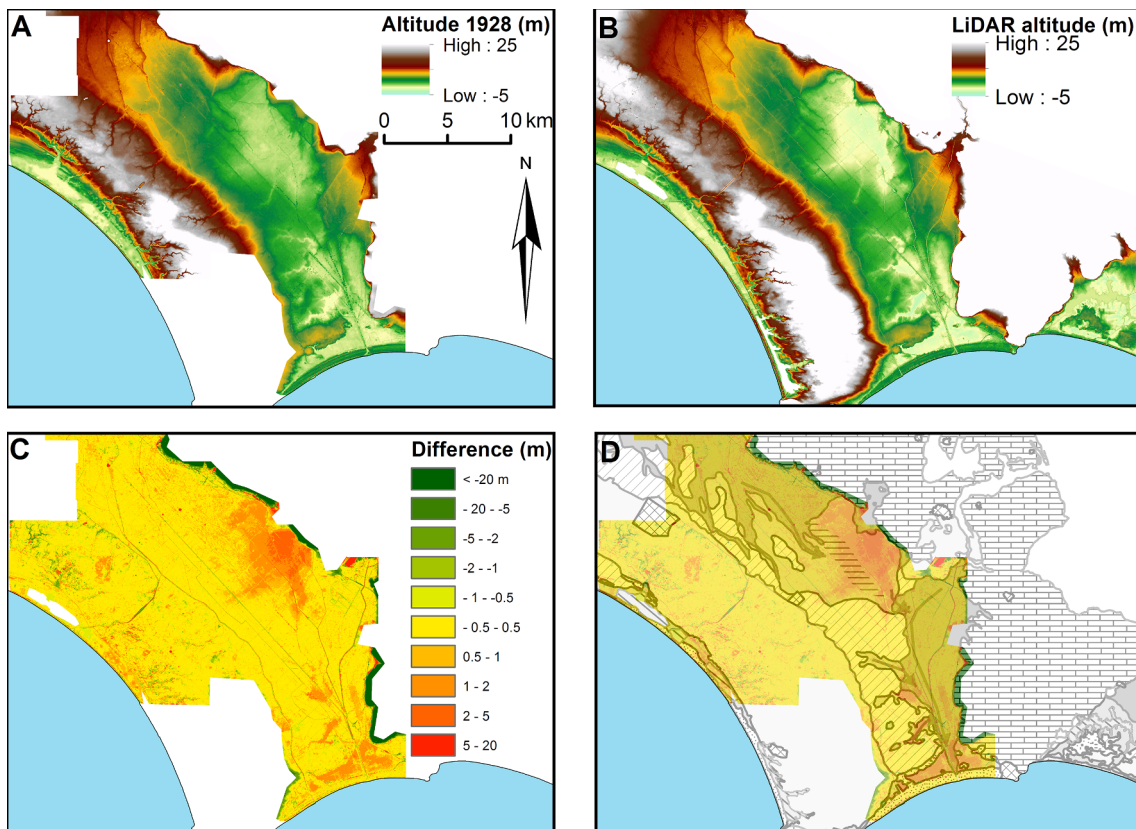 A
Altitude 1928 (m)
High : 25
Low : -5
0 5 10 km
N
B
LiDAR altitude (m)
High : 25
Low : -5
C
Difference (m)
< -20 m
- 20 - -5
-5 - -2
-2 - -1
- 1 - -0.5
- 0.5 - 0.5
0.5 - 1
1 - 2
2 - 5
5 - 20
D